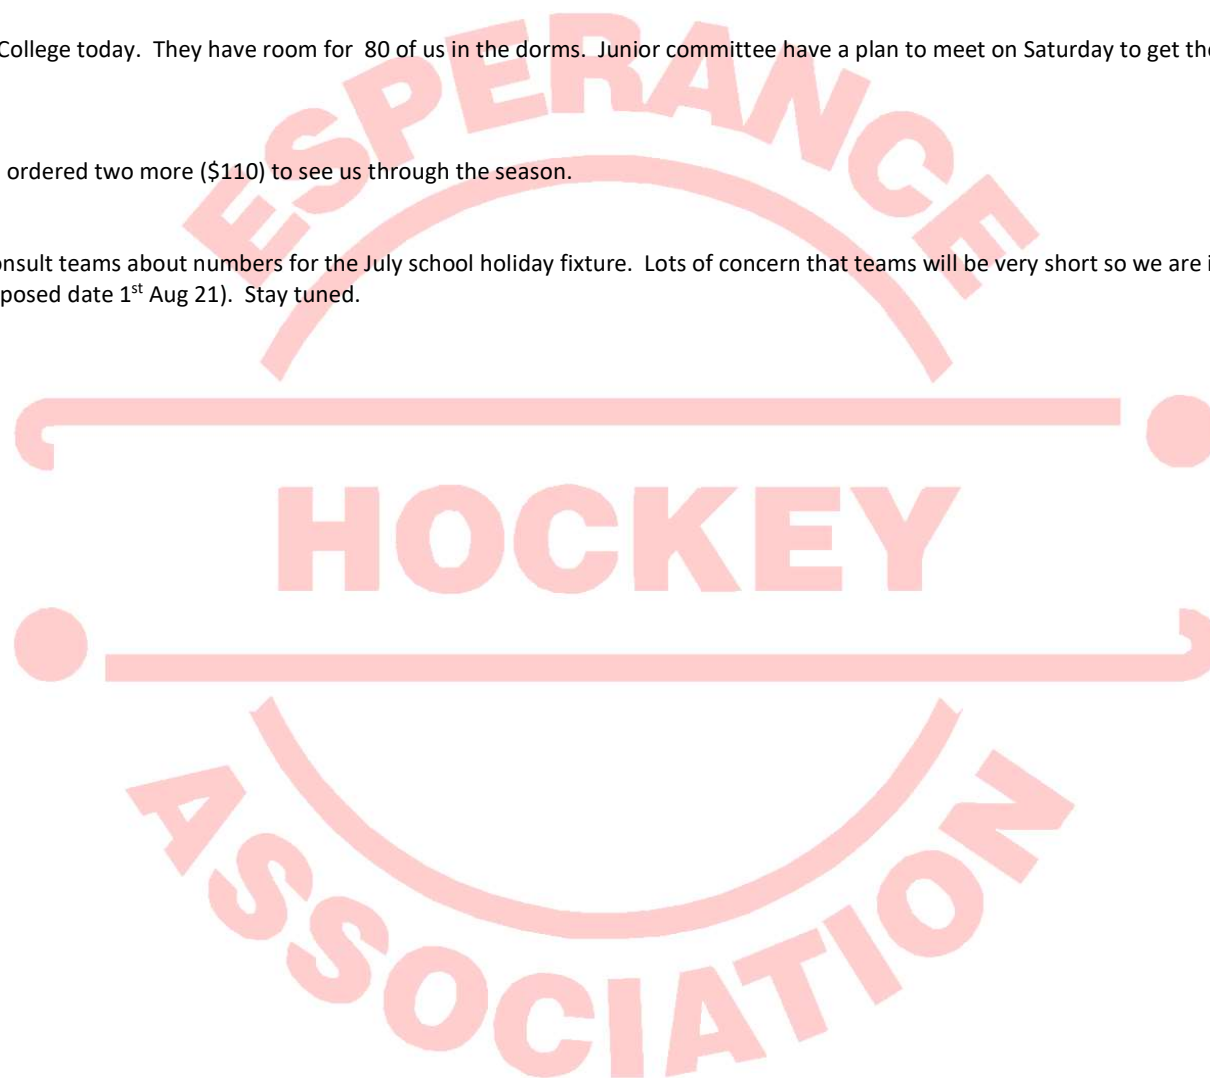 ESPERANCE
College today.  They have room for  80 of us in the dorms.  Junior committee have a plan to meet on Saturday to get the
ordered two more ($110) to see us through the season.
nsult teams about numbers for the July school holiday fixture.  Lots of concern that teams will be very short so we are i
posed date 1st Aug 21).  Stay tuned.
HOCKEY
ASSOCIATION